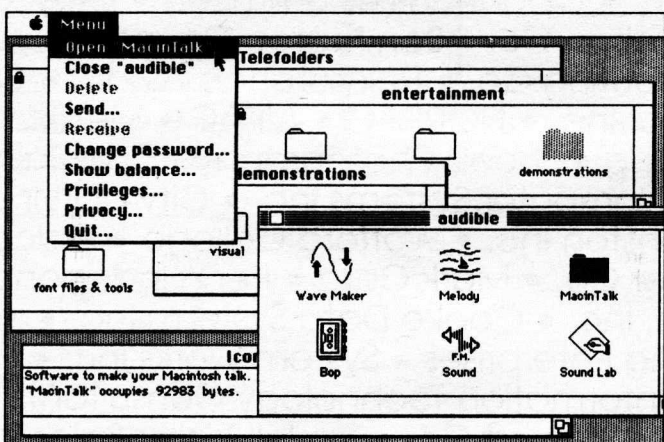 Menu
Open "MacinTalk"
Close "audible"
Delete
Send...
Receive
Change password...
Show balance...
Privileges...
Privacy...
Quit...
Telefolders
entertainment
demonstrations
demonstrations
visual
font files & tools
audible
Wave Maker
Melody
MacinTalk
Bop
F.M.
Sound
Sound Lab
Software to make your Macintosh talk.
"MacinTalk" occupies 92983 bytes.